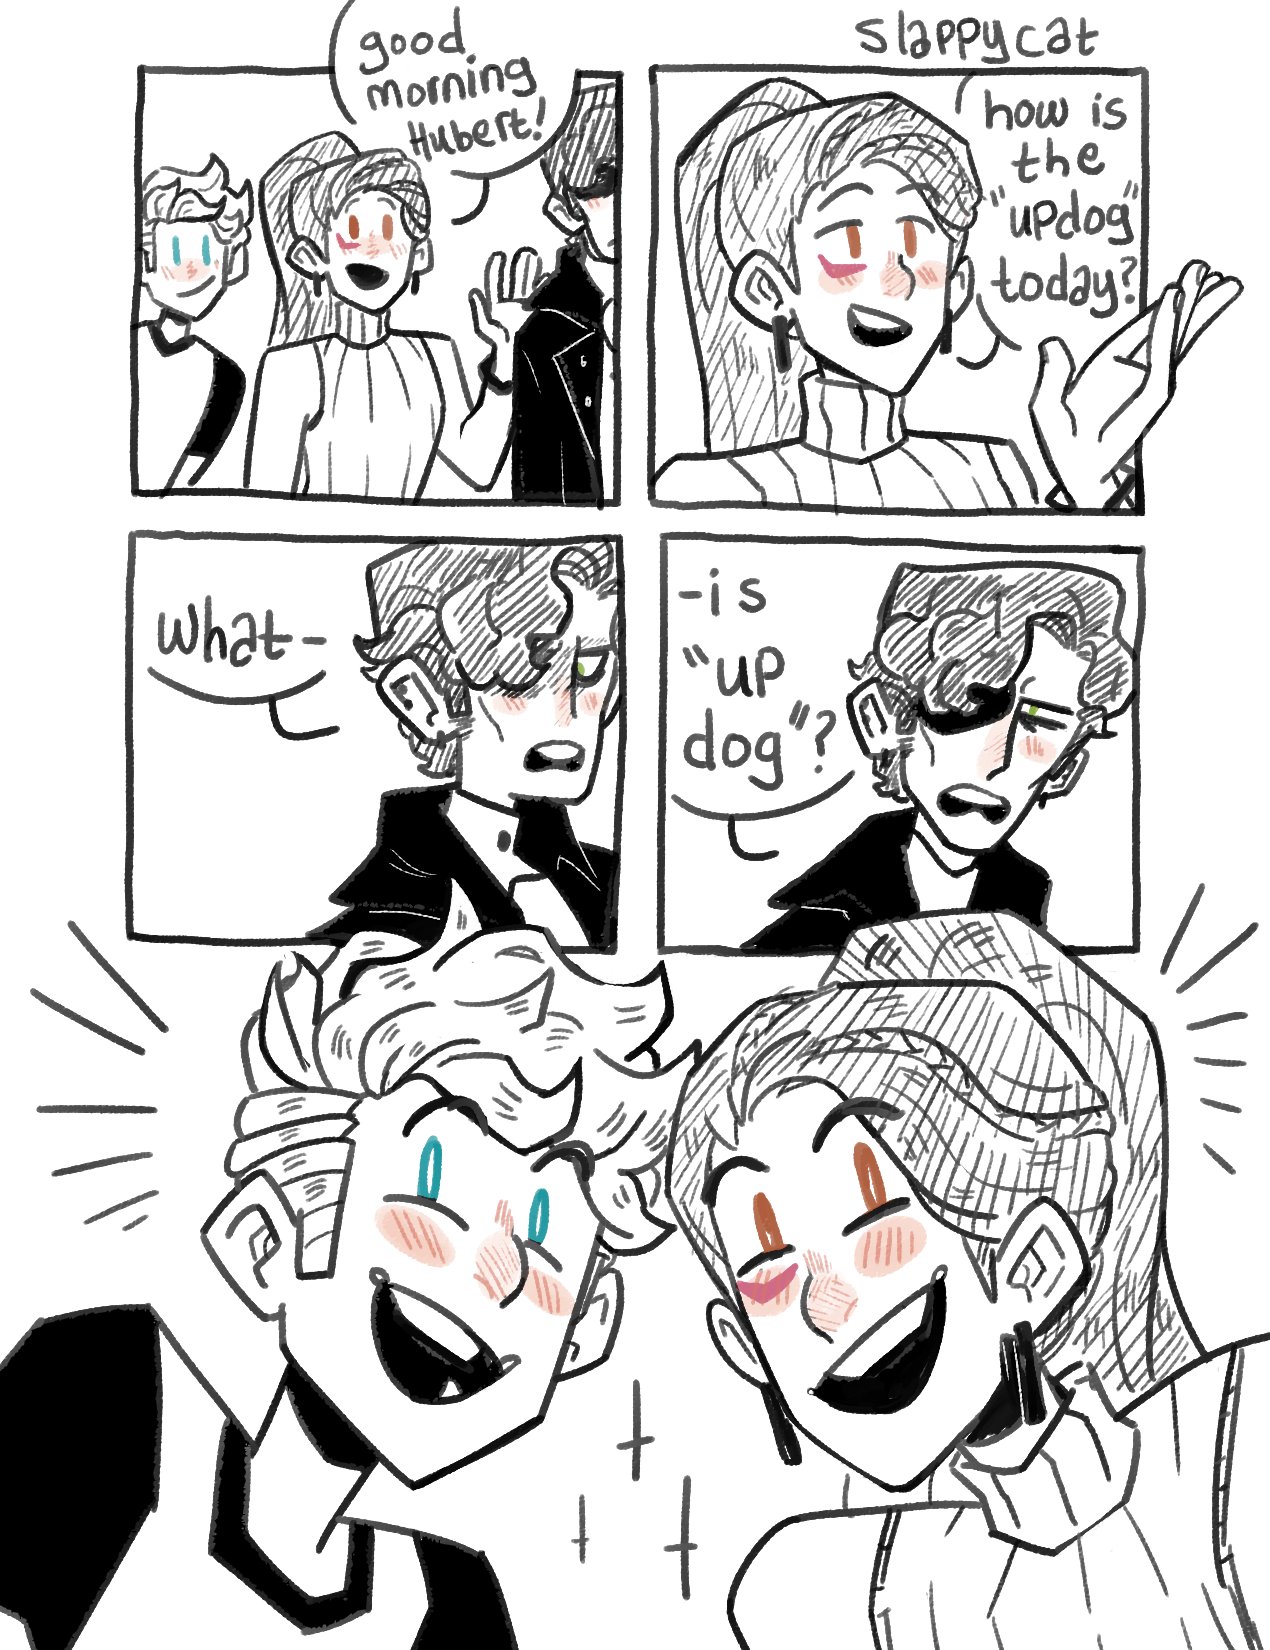 good
morning
Hubert!
slappycat
how is
the
"updog"
today?
what-
-is
"up
dog"?